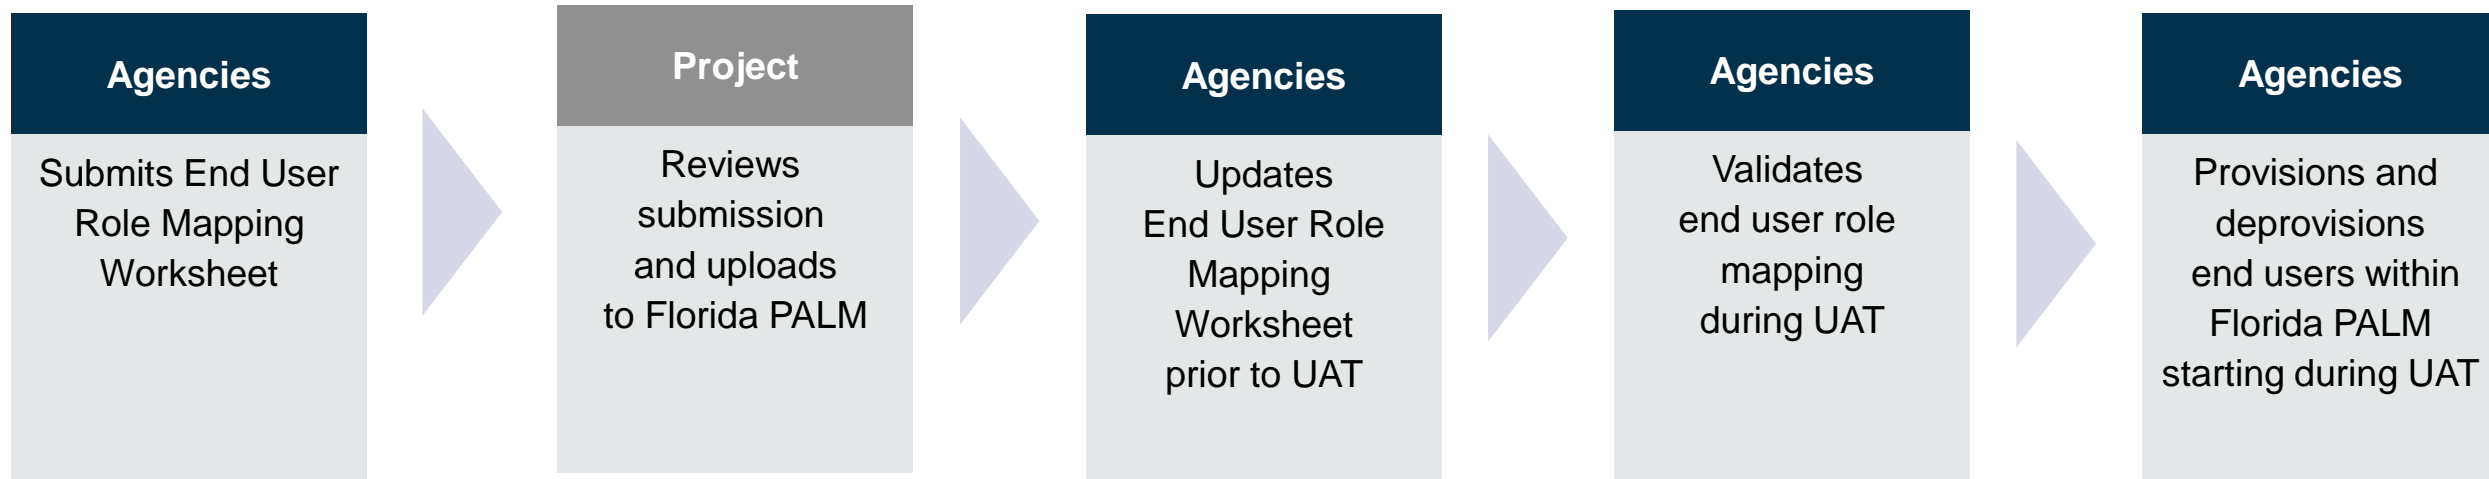 Agencies
Submits End User
Role Mapping
Worksheet
Project
Reviews
submission
and uploads
to Florida PALM
Agencies
Updates
End User Role
Mapping
Worksheet
prior to UAT
Agencies
Validates
end user role
mapping
during UAT
Agencies
Provisions and
deprovisions
end users within
Florida PALM
starting during UAT